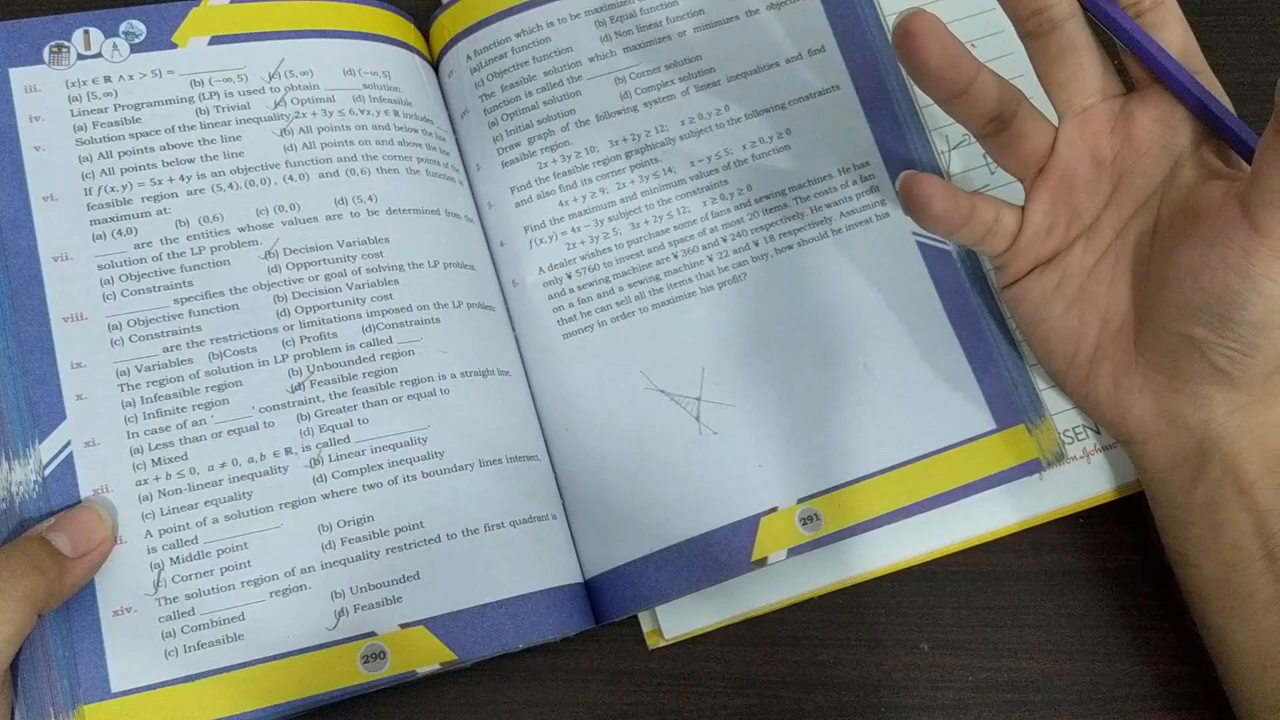 iii. {x|x ∈ ℝ ∧ x > 5} = ________.
(a) [5,∞) (b) (−∞,5) (c) (5,∞) (d) (−∞,5]
iv. Linear Programming (LP) is used to obtain ______ solution.
(a) Feasible (b) Trivial (c) Optimal (d) Infeasible
v. Solution space of the linear inequality 2x + 3y ≤ 6, ∀x, y ∈ ℝ includes
(a) All points above the line (b) All points on and below the line
(c) All points below the line (d) All points on and above the line
vi. If f(x,y) = 5x + 4y is an objective function and the corner points of the
feasible region are (5,4), (0,0) , (4,0) and (0,6) then the function is
maximum at:
(a) (4,0) (b) (0,6) (c) (0,0) (d) (5,4)
vii. ______ are the entities whose values are to be determined from the
solution of the LP problem.
(a) Objective function (b) Decision Variables
(c) Constraints (d) Opportunity cost
viii. ________ specifies the objective or goal of solving the LP problem.
(a) Objective function (b) Decision Variables
(c) Constraints (d) Opportunity cost
ix. ______ are the restrictions or limitations imposed on the LP problem:
(a) Variables (b)Costs (c) Profits (d)Constraints
x. The region of solution in LP problem is called ___.
(a) Infeasible region (b) Unbounded region
(c) Infinite region (d) Feasible region
xi. In case of an '_____' constraint, the feasible region is a straight line.
(a) Less than or equal to (b) Greater than or equal to
(c) Mixed (d) Equal to
xii. ax + b ≤ 0, a ≠ 0, a, b ∈ ℝ, is called _________.
(a) Non-linear inequality (b) Linear inequality
(c) Linear equality (d) Complex inequality
A point of a solution region where two of its boundary lines intersect,
is called __________.
(a) Middle point (b) Origin
(c) Corner point (d) Feasible point
xiv. The solution region of an inequality restricted to the first quadrant is
called ________ region.
(a) Combined (b) Unbounded
(c) Infeasible (d) Feasible
290
A function which is to be maximized
(a)Linear function (b) Equal function
(c) Objective function (d) Non linear function
The feasible solution which maximizes or minimizes the objective
function is called the ________
(a) Optimal solution (b) Corner solution
(c) Initial solution (d) Complex solution
Draw graph of the following system of linear inequalities and find
feasible region.
2x + 3y ≥ 10; 3x + 2y ≥ 12; x ≥ 0, y ≥ 0
3. Find the feasible region graphically subject to the following constraints
and also find its corner points.
4x + y ≥ 9; 2x + 3y ≤ 14; x − y ≤ 5; x ≥ 0, y ≥ 0
4. Find the maximum and minimum values of the function
f(x,y) = 4x − 3y subject to the constraints
2x + 3y ≥ 5; 3x + 2y ≤ 12; x ≥ 0, y ≥ 0
5. A dealer wishes to purchase some of fans and sewing machines. He has
only ¥ 5760 to invest and space of at most 20 items. The costs of a fan
and a sewing machine are ¥ 360 and ¥ 240 respectively. He wants profit
on a fan and a sewing machine ¥ 22 and ¥ 18 respectively. Assuming
that he can sell all the items that he can buy, how should be invest his
money in order to maximize his profit?
291